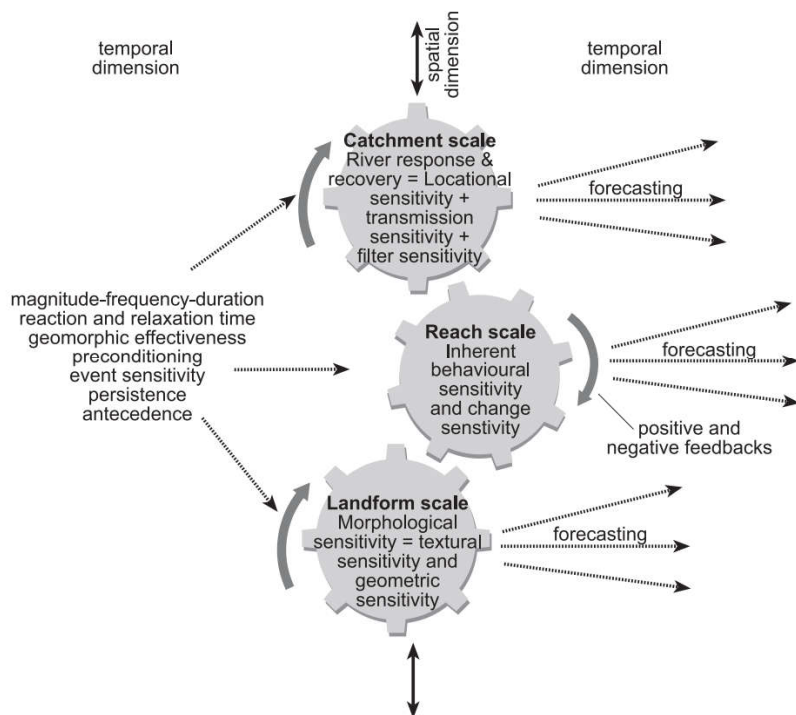 temporal
dimension
spatial
dimension
temporal
dimension
Catchment scale
River response &
recovery = Locational
sensitivity +
transmission
sensitivity +
filter sensitivity
forecasting
magnitude-frequency-duration
reaction and relaxation time
geomorphic effectiveness
preconditioning
event sensitivity
persistence
antecedence
Reach scale
Inherent
behavioural
sensitivity
and change
senstivity
forecasting
positive and
negative feedbacks
Landform scale
Morphological
sensitivity = textural
sensitivity and
geometric
sensitivity
forecasting